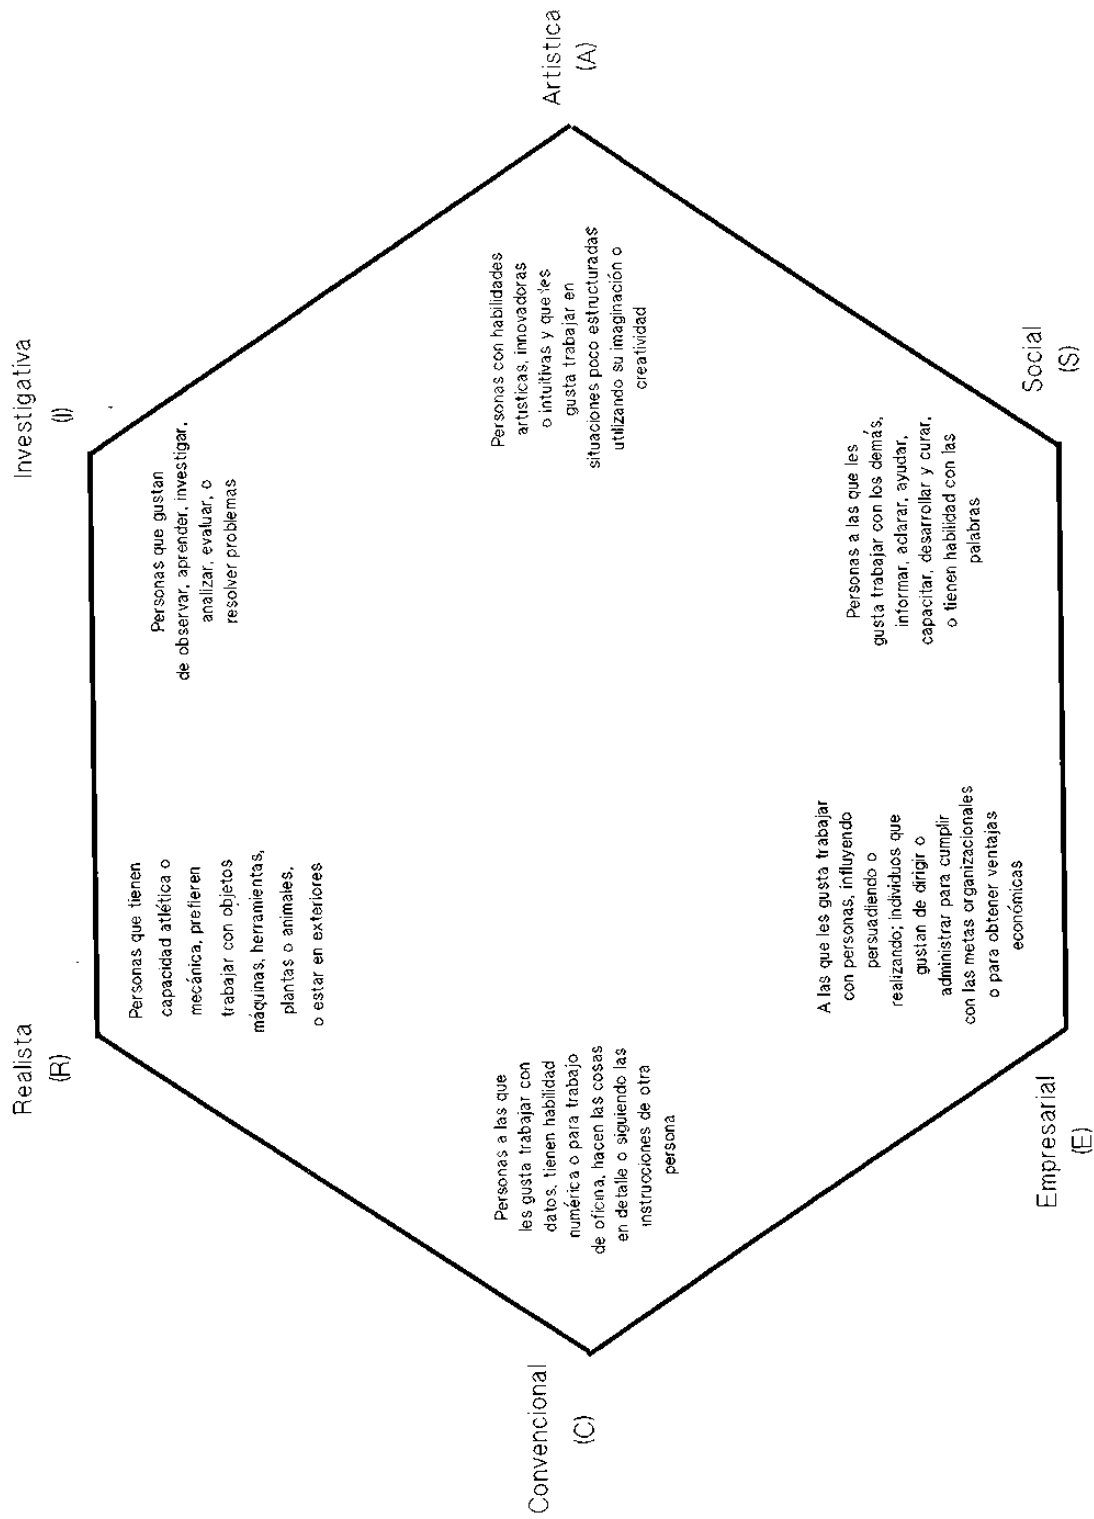 Realista
(R)
Investigativa
(I)
Personas que tienen
capacidad atlética o
mecánica, prefieren
trabajar con objetos
máquinas, herramientas,
plantas o animales,
o estar en exteriores
Personas que gustan
de observar, aprender, investigar,
analizar, evaluar, o
resolver problemas
Convencional
(C)
Personas a las que
les gusta trabajar con
datos, tienen habilidad
numérica o para trabajo
de oficina, hacen las cosas
en detalle o siguiendo las
instrucciones de otra
persona
Personas con habilidades
artísticas, innovadoras
o intuitivas y que les
gusta trabajar en
situaciones poco estructuradas
utilizando su imaginación o
creatividad
Artistica
(A)
A las que les gusta trabajar
con personas, influyendo
persuadiendo o
realizando; individuos que
gustan de dirigir o
administrar para cumplir
con las metas organizacionales
o para obtener ventajas
económicas
Personas a las que les
gusta trabajar con los demás,
informar, aclarar, ayudar,
capacitar, desarrollar y curar,
o tienen habilidad con las
palabras
Empresarial
(E)
Social
(S)